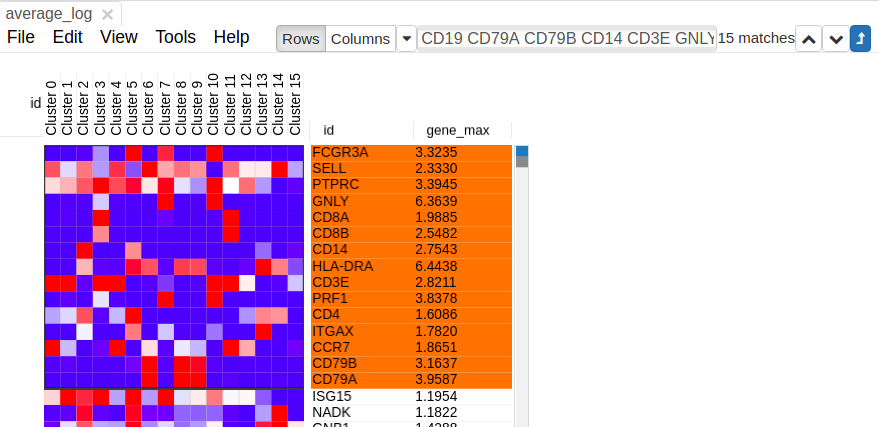 average_log ×
File Edit View Tools Help Rows Columns CD19 CD79A CD79B CD14 CD3E GNLY 15 matches
id Cluster 0 Cluster 1 Cluster 2 Cluster 3 Cluster 4 Cluster 5 Cluster 6 Cluster 7 Cluster 8 Cluster 9 Cluster 10 Cluster 11 Cluster 12 Cluster 13 Cluster 14 Cluster 15
id gene_max
FCGR3A 3.3235
SELL 2.3330
PTPRC 3.3945
GNLY 6.3639
CD8A 1.9885
CD8B 2.5482
CD14 2.7543
HLA-DRA 6.4438
CD3E 2.8211
PRF1 3.8378
CD4 1.6086
ITGAX 1.7820
CCR7 1.8651
CD79B 3.1637
CD79A 3.9587
ISG15 1.1954
NADK 1.1822
GNB1 1.4288